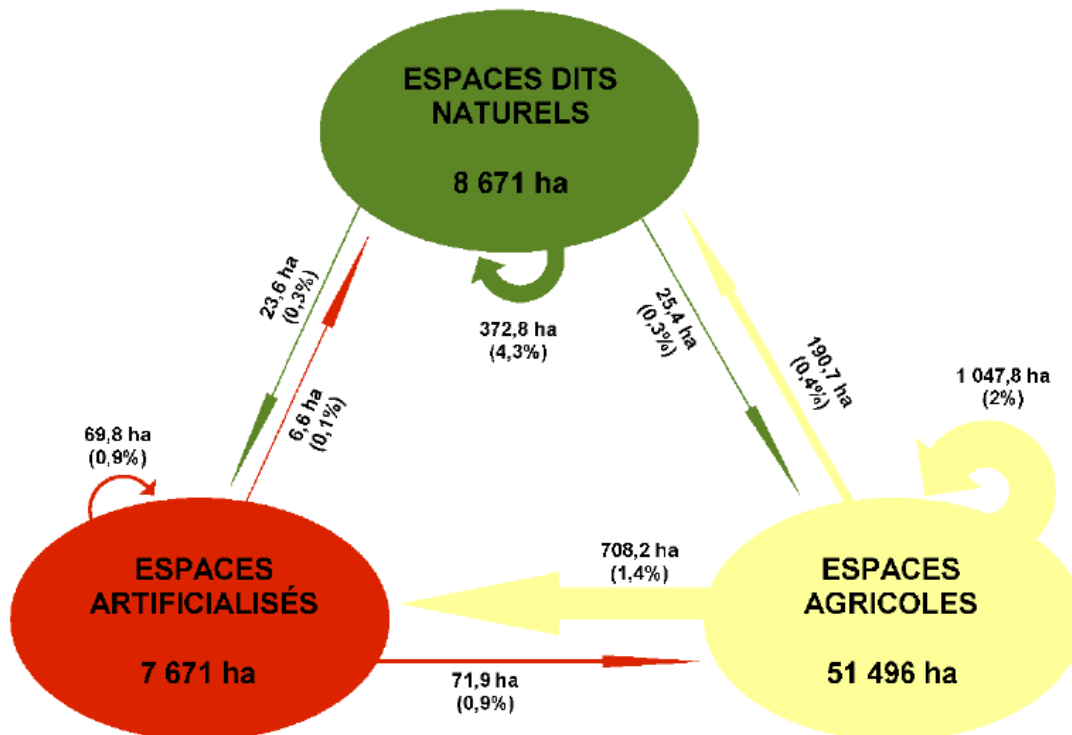 ESPACES DITS
NATURELS
8 671 ha
23,6 ha
(0,3%)
6,6 ha
(0,1%)
372,8 ha
(4,3%)
25,4 ha
(0,3%)
190,7 ha
(0,4%)
1 047,8 ha
(2%)
69,8 ha
(0,9%)
ESPACES
ARTIFICIALISÉS
7 671 ha
708,2 ha
(1,4%)
71,9 ha
(0,9%)
ESPACES
AGRICOLES
51 496 ha